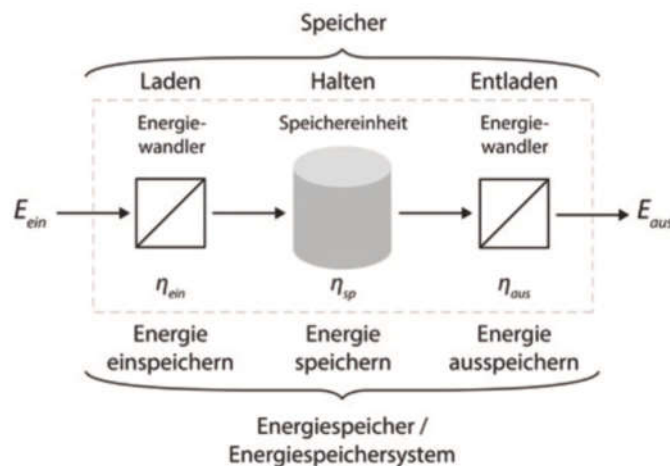 Speicher
Laden Halten Entladen
Energie- Speichereinheit Energie-
wandler wandler
E_ein E_aus
η_ein η_sp η_aus
Energie Energie Energie
einspeichern speichern ausspeichern
Energiespeicher /
Energiespeichersystem